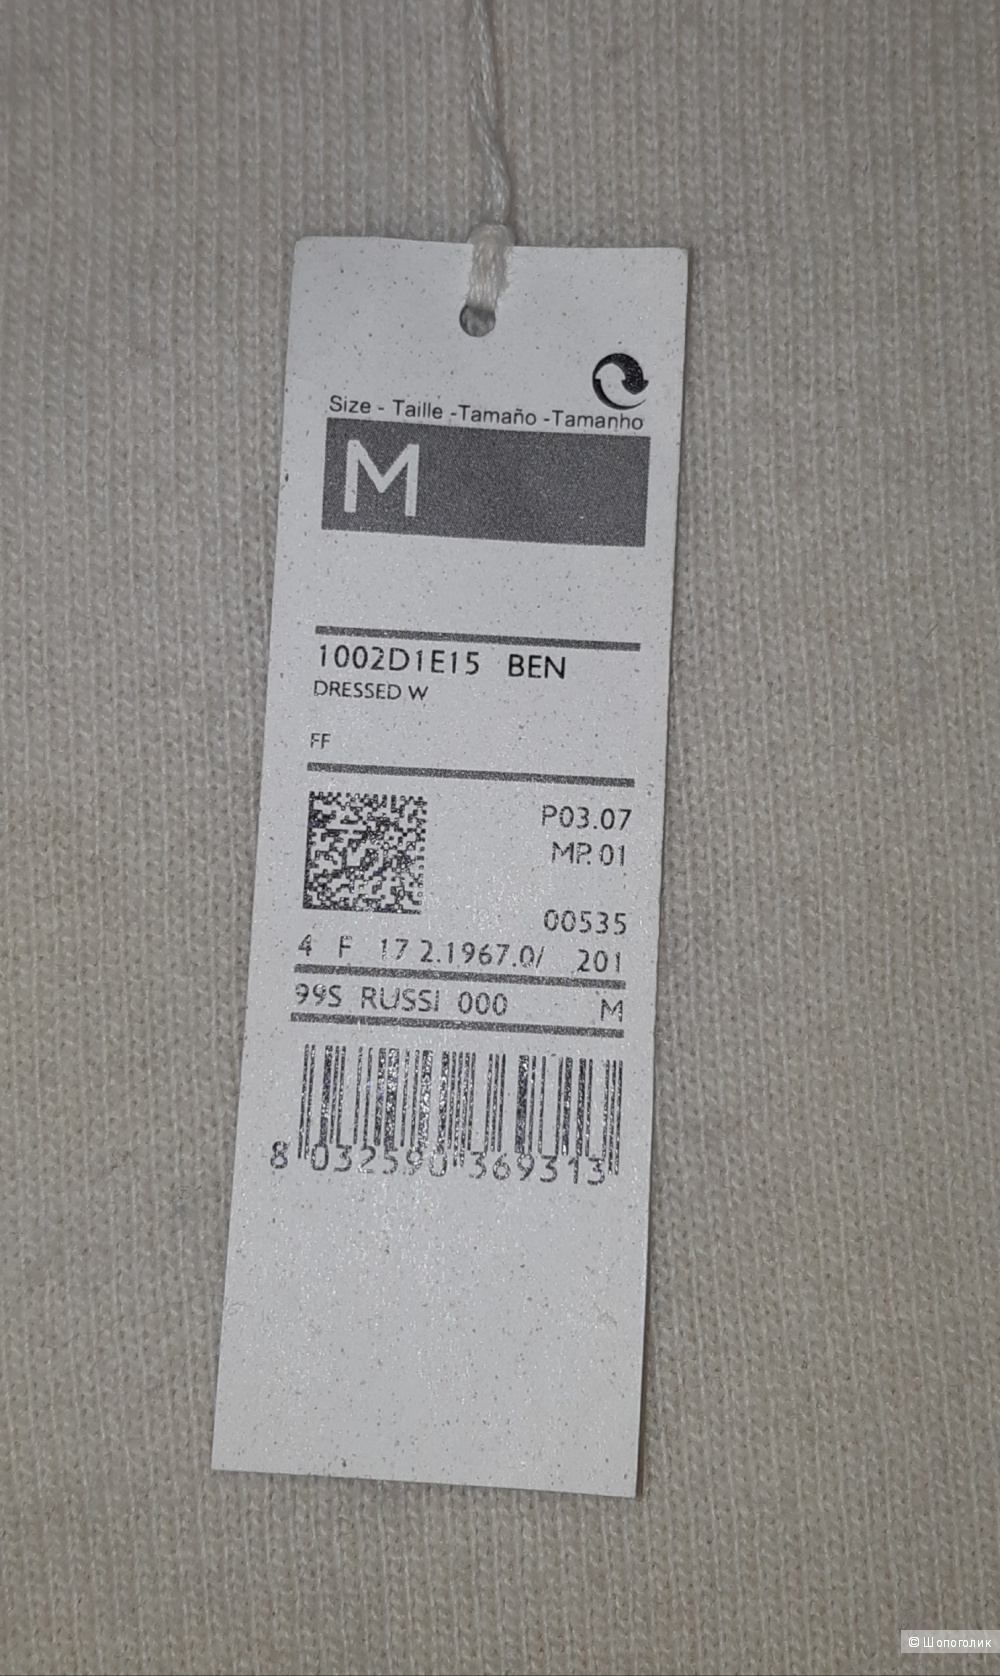 Size - Taille -Tamaño -Tamanho
M
1002D1E15 BEN
DRESSED W
FF
P03.07
MP. 01
00535
4 F 17 2.1967.0/ 201
99S RUSSI 000 M
8 032590 369313
© Шопоголик